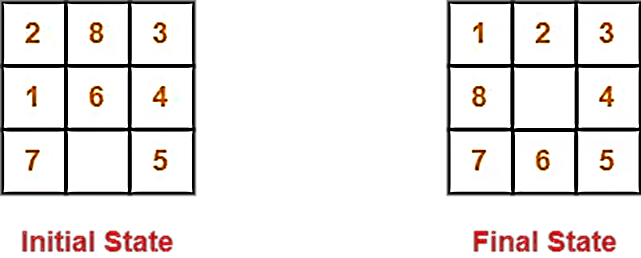 2 8 3 1 2 3
1 6 4 8 4
7 5 7 6 5
Initial State Final State